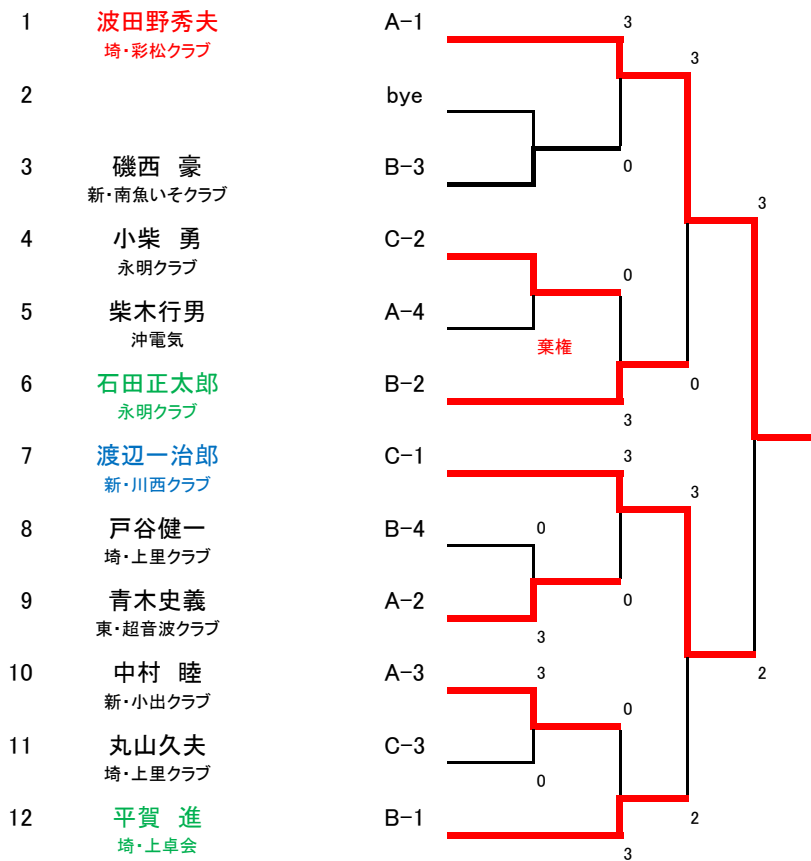 1 波田野秀夫 A-1 3
埼・彩松クラブ
3
2 bye
3 磯西 豪 B-3 0
新・南魚いそクラブ
3
4 小柴 勇 C-2
永明クラブ
0
5 柴木行男 A-4
沖電気
棄権
6 石田正太郎 B-2 0
永明クラブ
3
7 渡辺一治郎 C-1 3
新・川西クラブ
3
8 戸谷健一 B-4 0
埼・上里クラブ
9 青木史義 A-2 0
東・超音波クラブ
3
10 中村 睦 A-3 3 2
新・小出クラブ
0
11 丸山久夫 C-3
埼・上里クラブ
0
12 平賀 進 B-1 2
埼・上卓会
3